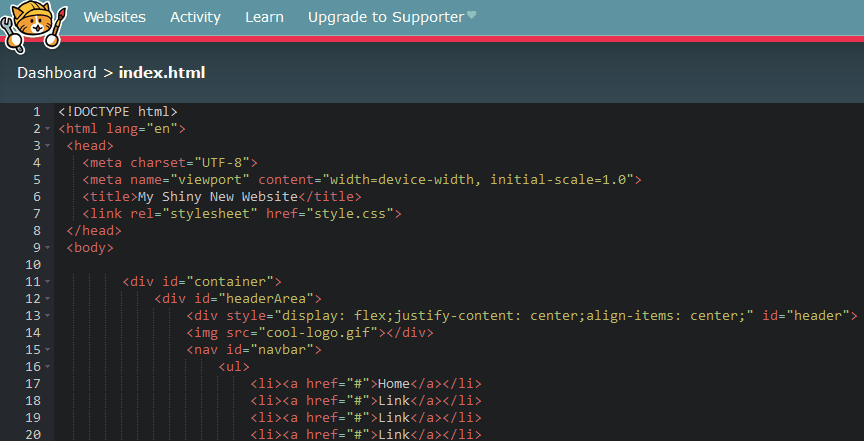 Websites Activity Learn Upgrade to Supporter
Dashboard > index.html
1 <!DOCTYPE html>
2 <html lang="en">
3 <head>
4 <meta charset="UTF-8">
5 <meta name="viewport" content="width=device-width, initial-scale=1.0">
6 <title>My Shiny New Website</title>
7 <link rel="stylesheet" href="style.css">
8 </head>
9 <body>
10
11 <div id="container">
12 <div id="headerArea">
13 <div style="display: flex;justify-content: center;align-items: center;" id="header">
14 <img src="cool-logo.gif"></div>
15 <nav id="navbar">
16 <ul>
17 <li><a href="#">Home</a></li>
18 <li><a href="#">Link</a></li>
19 <li><a href="#">Link</a></li>
20 <li><a href="#">Link</a></li>